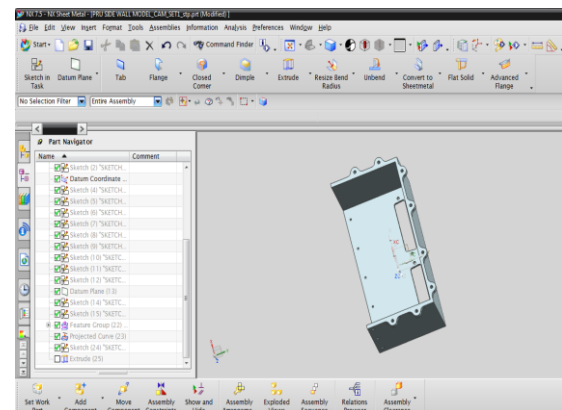 NX 7.5 - NX Sheet Metal - [PRU SIDE WALL MODEL_CAM_SET1_stp.prt (Modified) ]
File Edit View Insert Format Tools Assemblies Information Analysis Preferences Window Help
Start Command Finder
Sketch in Task Datum Plane Tab Flange Closed Corner Dimple Extrude Resize Bend Radius Unbend Convert to Sheetmetal Flat Solid Advanced Flange
No Selection Filter Entire Assembly
Part Navigator
Name Comment
Sketch (2) "SKETCH...
Datum Coordinate ...
Sketch (4) "SKETCH...
Sketch (5) "SKETCH...
Sketch (6) "SKETCH...
Sketch (7) "SKETCH...
Sketch (8) "SKETCH...
Sketch (9) "SKETCH...
Sketch (10) "SKETC...
Sketch (11) "SKETC...
Sketch (12) "SKETC...
Datum Plane (13)
Sketch (14) "SKETC...
Sketch (15) "SKETC...
Feature Group (22) ...
Projected Curve (23)
Sketch (24) "SKETC...
Extrude (25)
XC
Set Work Add Move Assembly Show and Assembly Exploded Assembly Relations Assembly